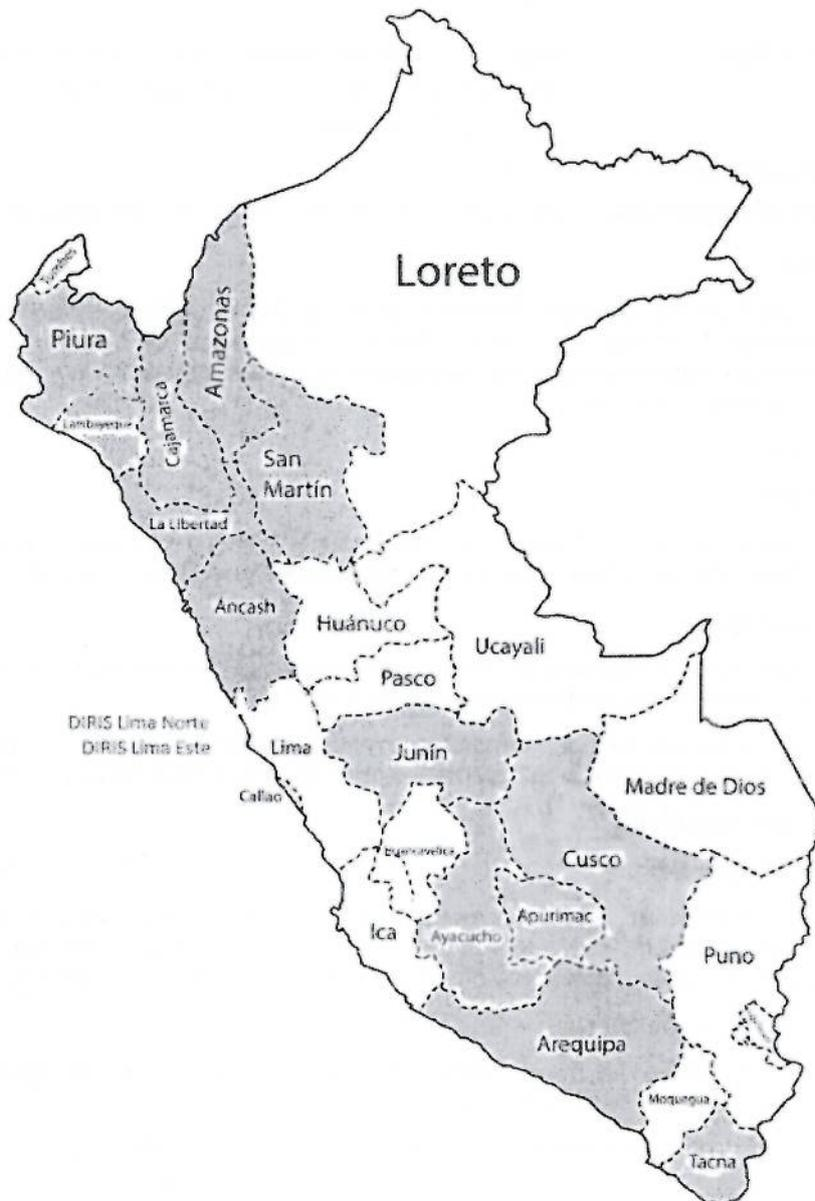 Loreto
Tumbes
Piura
Amazonas
Cajamarca
Lambayeque
San
Martín
La Libertad
Ancash
Huánuco
Ucayali
Pasco
DIRIS Lima Norte
DIRIS Lima Este
Lima
Junín
Callao
Madre de Dios
Huancavelica
Cusco
Apurimac
Ica
Ayacucho
Puno
Arequipa
Moquegua
Tacna